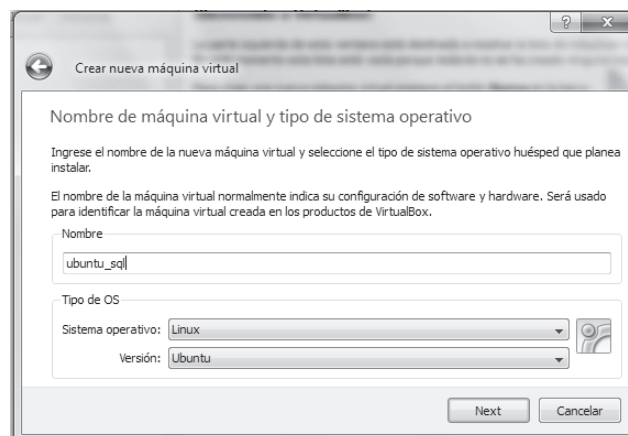 Bienvenido a VirtualBox!
Crear nueva máquina virtual
Nombre de máquina virtual y tipo de sistema operativo
Ingrese el nombre de la nueva máquina virtual y seleccione el tipo de sistema operativo huésped que planea
instalar.
El nombre de la máquina virtual normalmente indica su configuración de software y hardware. Será usado
para identificar la máquina virtual creada en los productos de VirtualBox.
Nombre
ubuntu_sql
Tipo de OS
Sistema operativo: Linux
Versión: Ubuntu
Next Cancelar